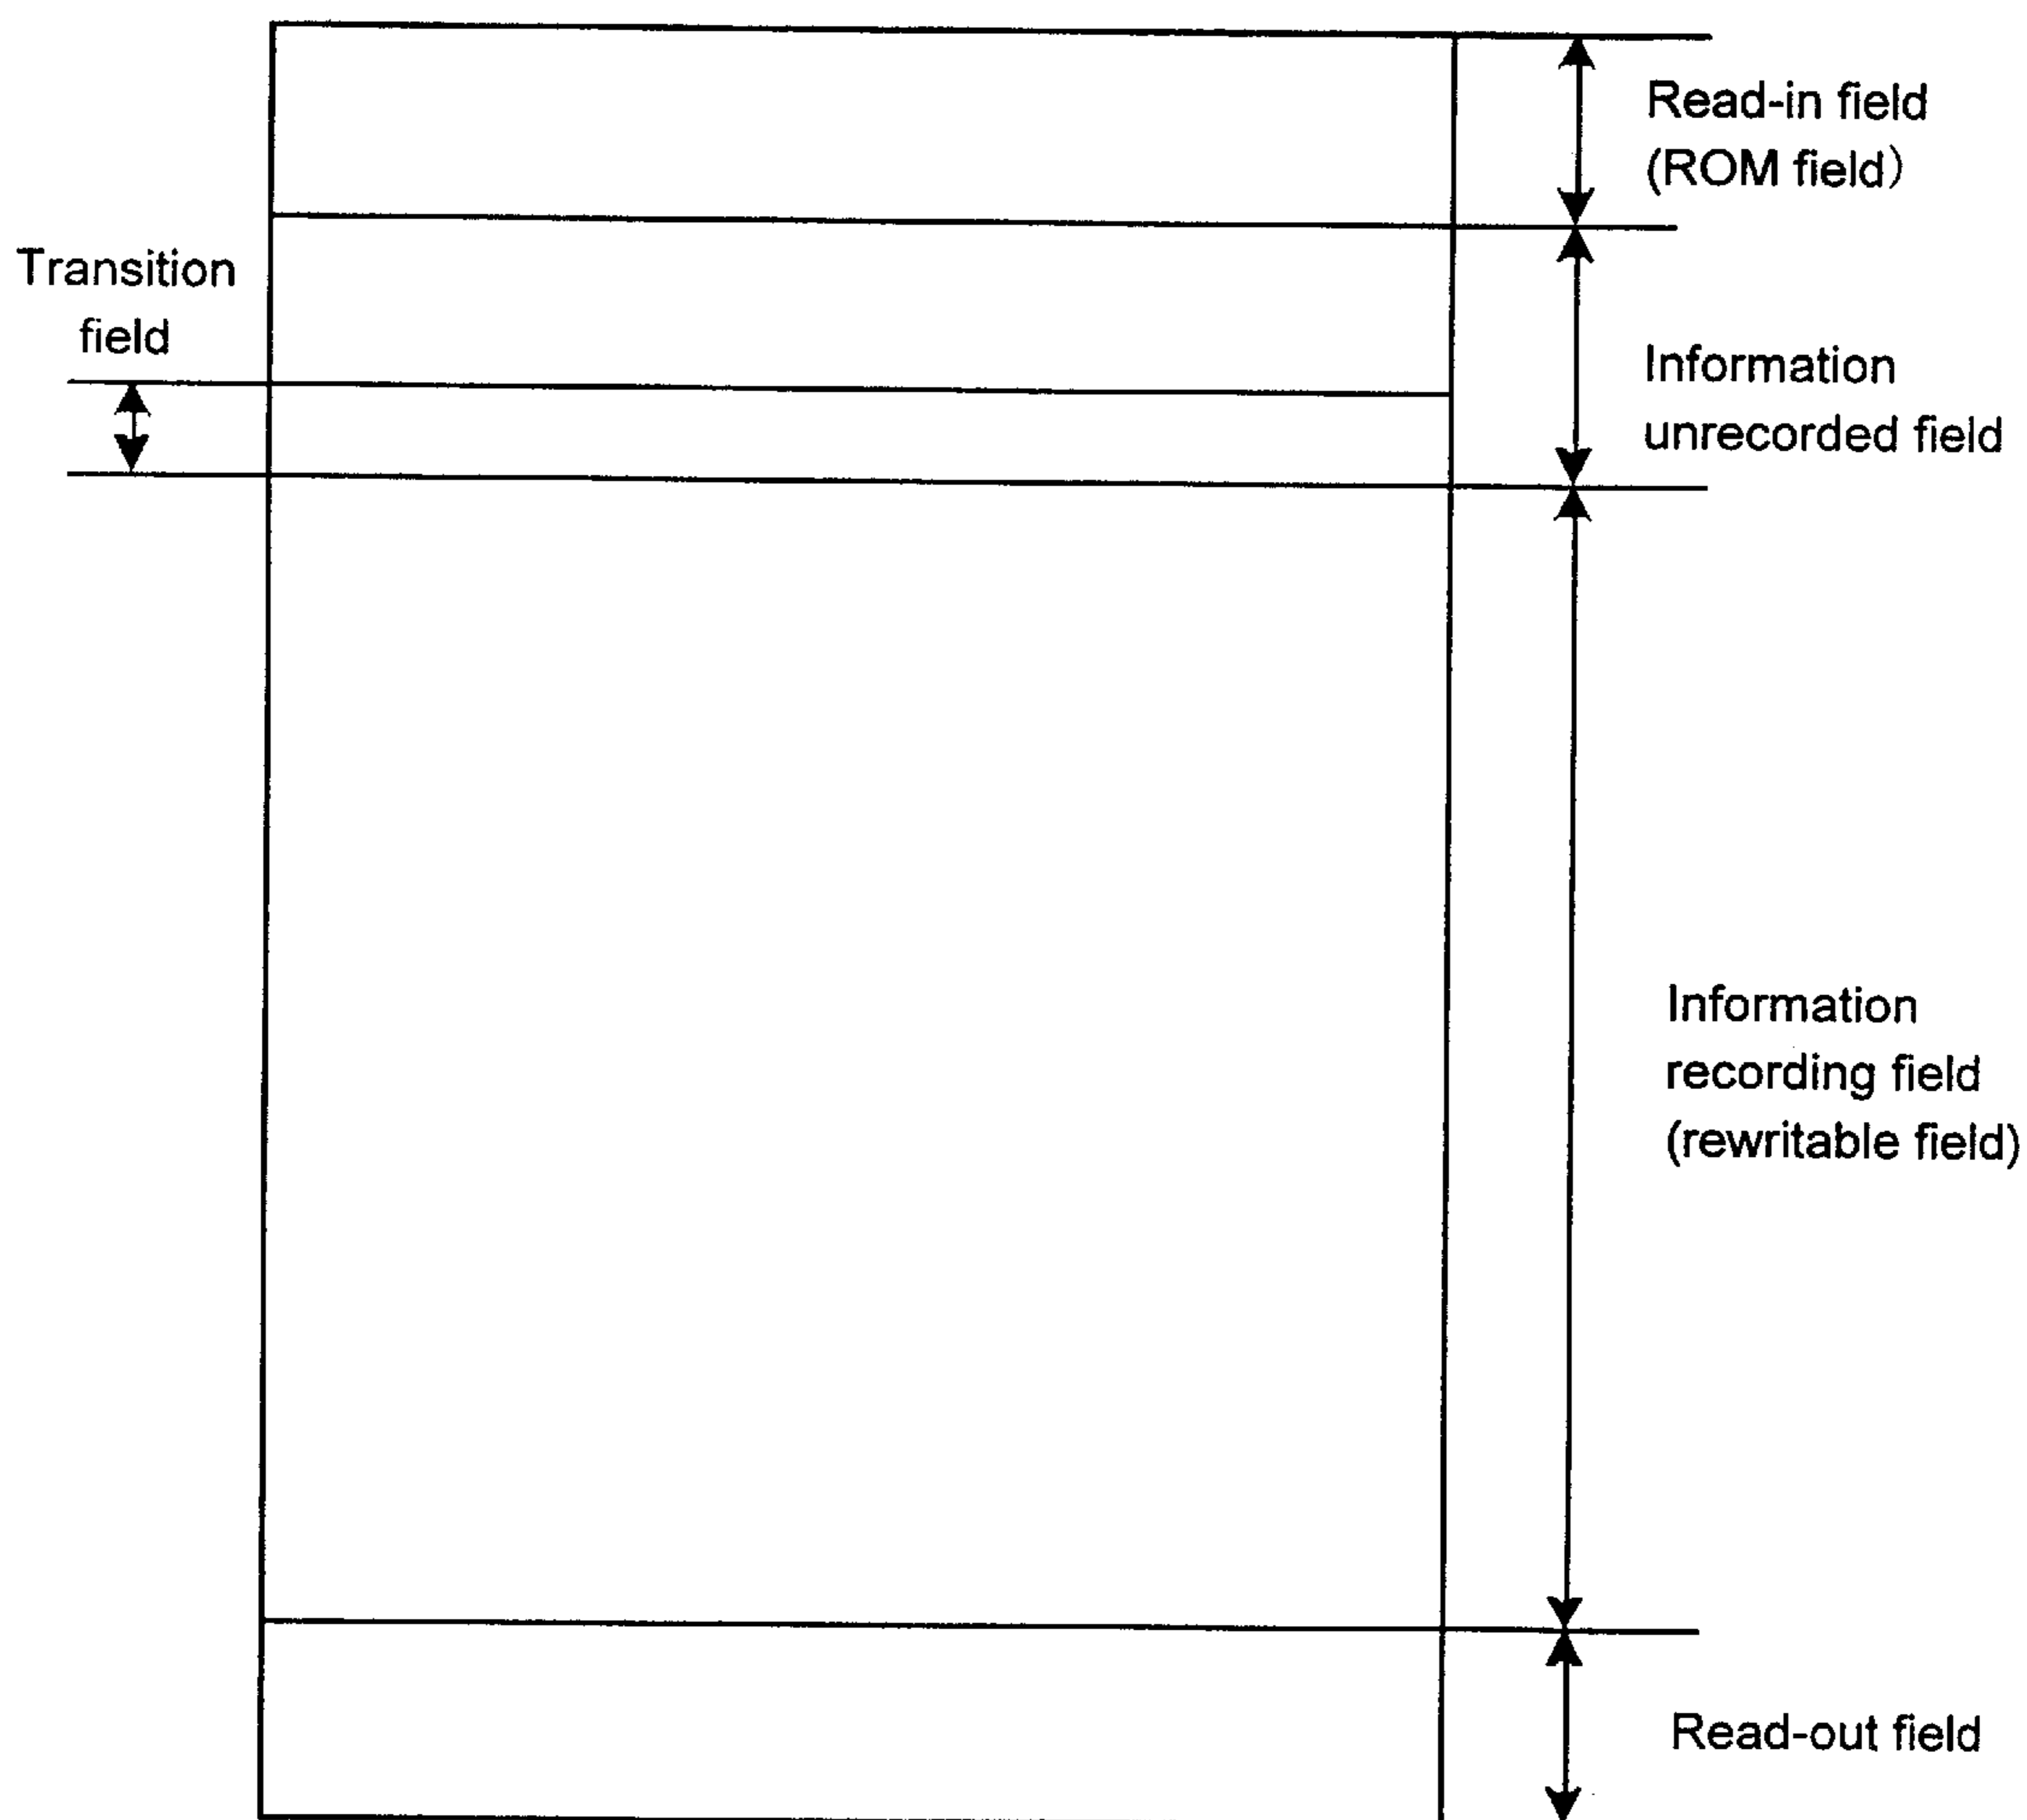 Read-in field
(ROM field)
Transition
field
Information
unrecorded field
Information
recording field
(rewritable field)
Read-out field